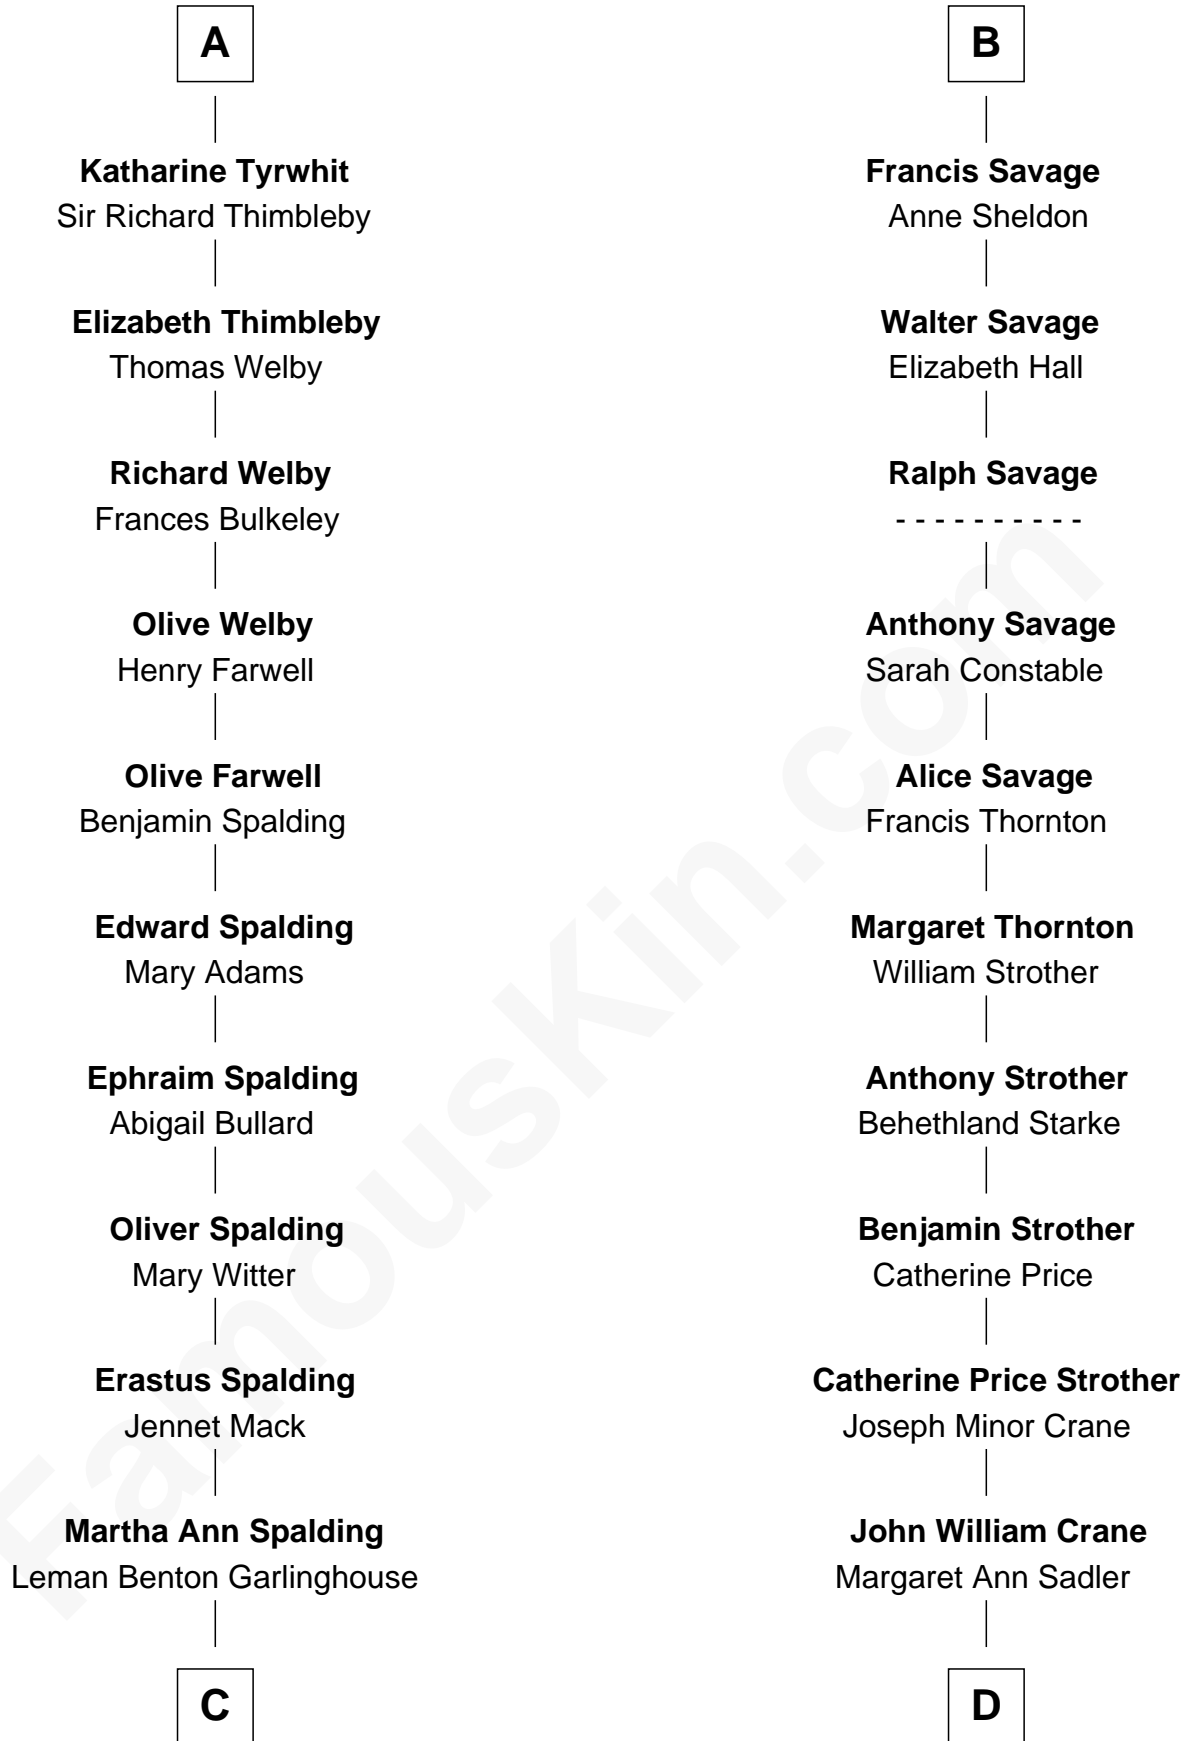 A
Katharine Tyrwhit
Sir Richard Thimbleby
Elizabeth Thimbleby
Thomas Welby
Richard Welby
Frances Bulkeley
Olive Welby
Henry Farwell
Olive Farwell
Benjamin Spalding
Edward Spalding
Mary Adams
Ephraim Spalding
Abigail Bullard
Oliver Spalding
Mary Witter
Erastus Spalding
Jennet Mack
Martha Ann Spalding
Leman Benton Garlinghouse
C
B
Francis Savage
Anne Sheldon
Walter Savage
Elizabeth Hall
Ralph Savage
- - - - - - - - - -
Anthony Savage
Sarah Constable
Alice Savage
Francis Thornton
Margaret Thornton
William Strother
Anthony Strother
Behethland Starke
Benjamin Strother
Catherine Price
Catherine Price Strother
Joseph Minor Crane
John William Crane
Margaret Ann Sadler
D
FamousKin.com